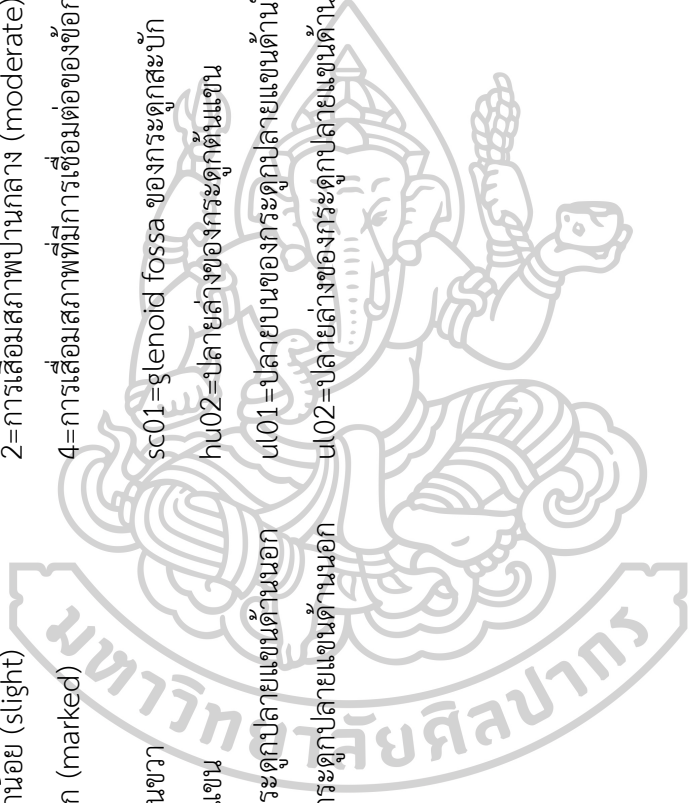 กน้อย (slight) 2=การเสื่อมสภาพปานกลาง (moderate)
ก (marked) 4=การเสื่อมสภาพที่มีการเชื่อมต่อของข้อ
นขวา sc01=glenoid fossa ของกระดูกสะบัก
แขน hu02=ปลายล่างของกระดูกต้นแขน
ระดูกปลายแขนด้านนอก ul01=ปลายบนของกระดูกปลายแขนด้าน
กระดูกปลายแขนด้านนอก ul02=ปลายล่างของกระดูกปลายแขนด้าน
มหาวิทยาลัยศิลปากร